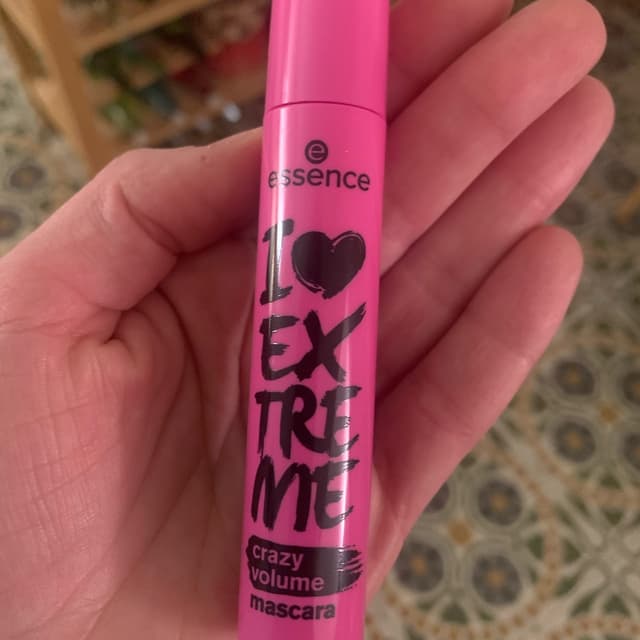 e
essence
I ♥
EX
TRE
ME
crazy
volume
mascara